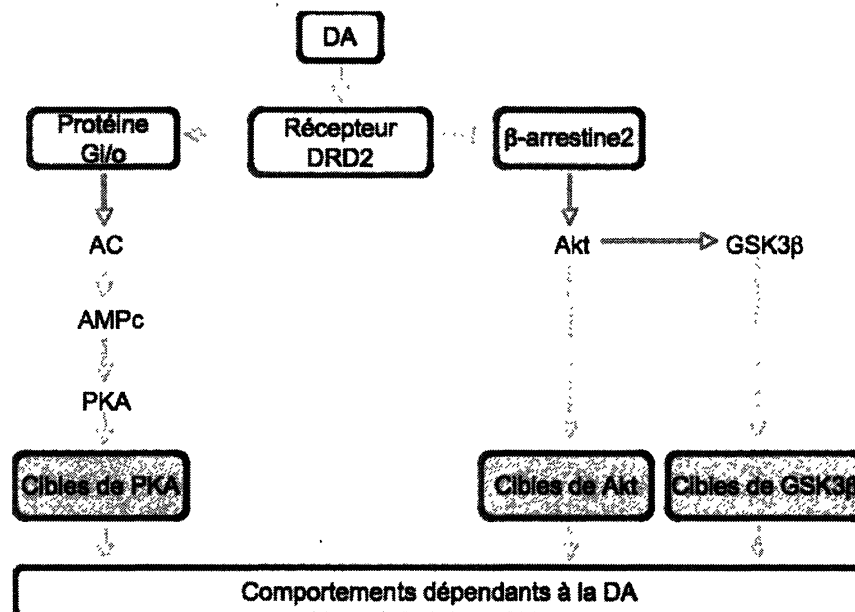 DA
Protéine
Gi/o
Récepteur
DRD2
β-arrestine2
AC
Akt
GSK3β
AMPc
PKA
Cibles de PKA
Cibles de Akt
Cibles de GSK3β
Comportements dépendants à la DA